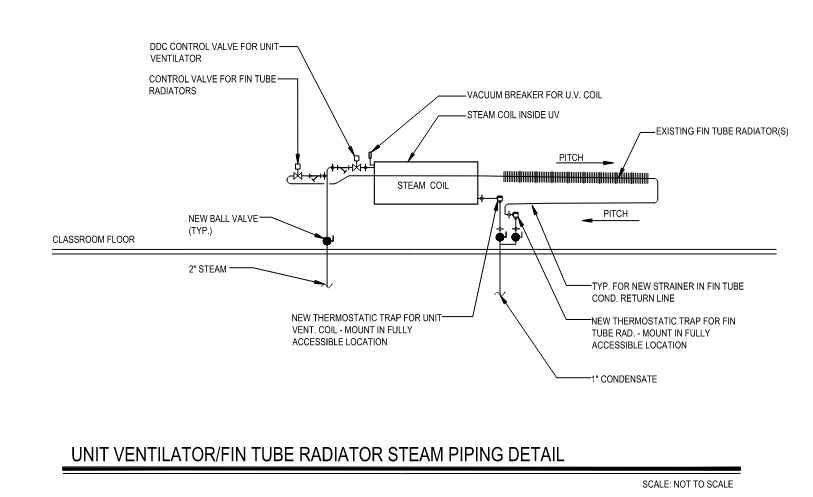 DDC CONTROL VALVE FOR UNIT
VENTILATOR
CONTROL VALVE FOR FIN TUBE
RADIATORS
VACUUM BREAKER FOR U.V. COIL
STEAM COIL INSIDE UV
EXISTING FIN TUBE RADIATOR(S)
PITCH
STEAM COIL
PITCH
NEW BALL VALVE
(TYP.)
CLASSROOM FLOOR
2" STEAM
TYP. FOR NEW STRAINER IN FIN TUBE
COND. RETURN LINE
NEW THERMOSTATIC TRAP FOR UNIT
VENT. COIL - MOUNT IN FULLY
ACCESSIBLE LOCATION
NEW THERMOSTATIC TRAP FOR FIN
TUBE RAD. - MOUNT IN FULLY
ACCESSIBLE LOCATION
1" CONDENSATE
UNIT VENTILATOR/FIN TUBE RADIATOR STEAM PIPING DETAIL
SCALE: NOT TO SCALE